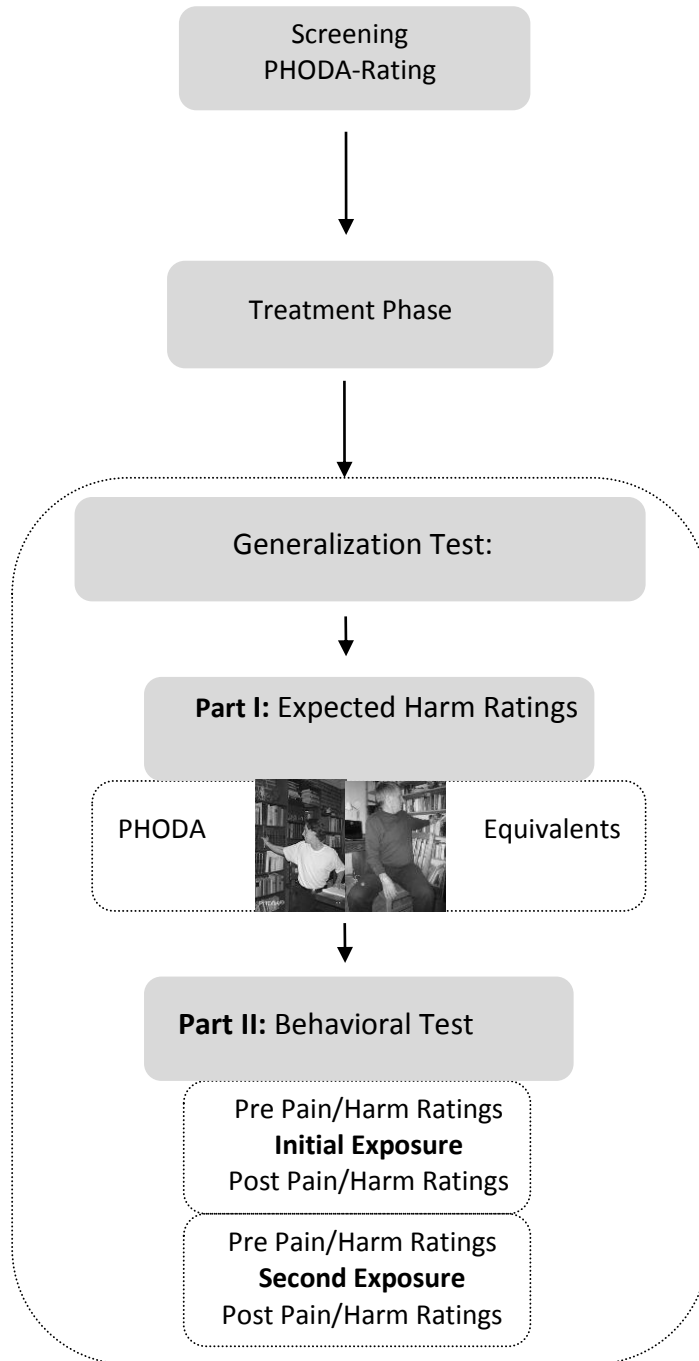 Screening
PHODA-Rating
Treatment Phase
Generalization Test:
Part I: Expected Harm Ratings
PHODA
Equivalents
Part II: Behavioral Test
Pre Pain/Harm Ratings
Initial Exposure
Post Pain/Harm Ratings
Pre Pain/Harm Ratings
Second Exposure
Post Pain/Harm Ratings